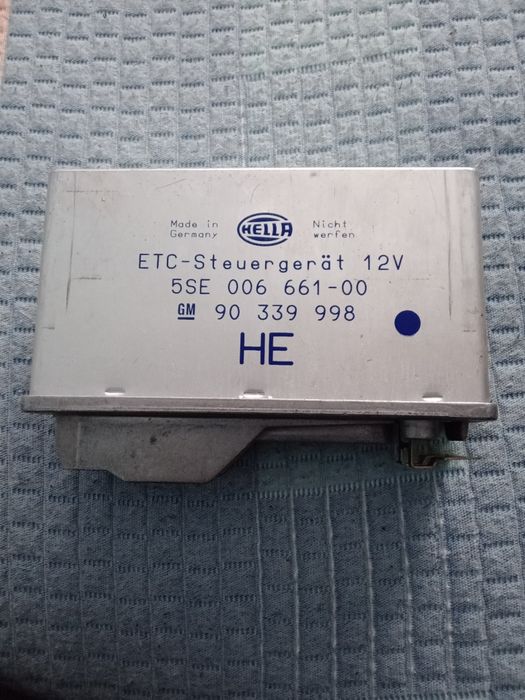 Made in
Germany
HELLA
Nicht
werfen
ETC-Steuergerät 12V
5SE 006 661-00
GM 90 339 998
HE